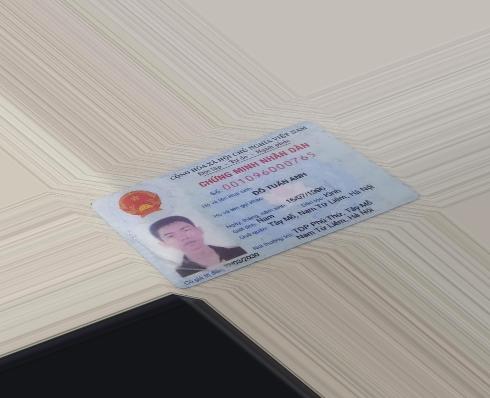 CỘNG HÒA XÃ HỘI CHỦ NGHĨA VIỆT NAM
Độc lập - Tự do - Hạnh phúc
CHỨNG MINH NHÂN DÂN
SỐ: 001096000765
Họ và tên khai sinh: ĐỖ TUẤN ANH
Họ và tên gọi khác:
Ngày, tháng, năm sinh: 15/07/1996
Giới tính: Nam Dân tộc: Kinh
Quê quán: Tây Mỗ, Nam Từ Liêm, Hà Nội
Nơi thường trú: TDP Phú Thứ, Tây Mỗ
Nam Từ Liêm, Hà Nội
Có giá trị đến: